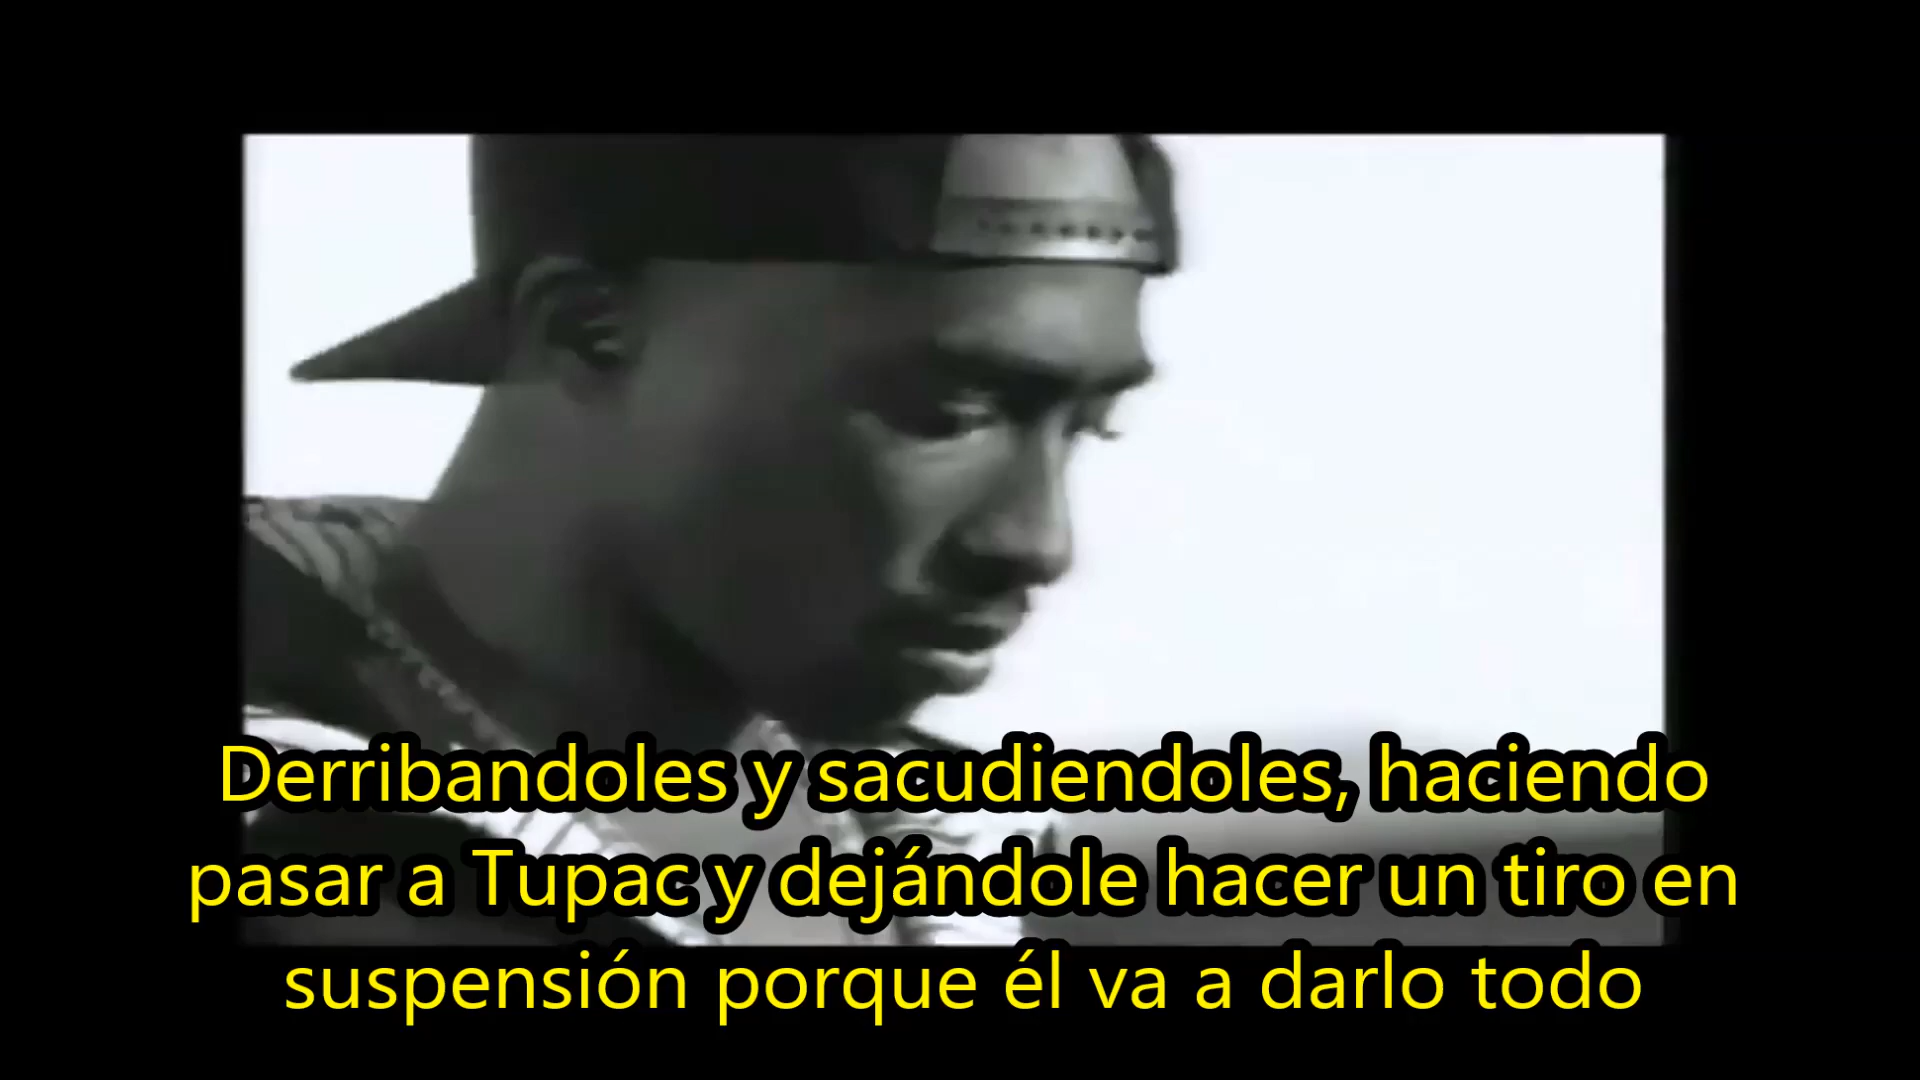 Derribandoles y sacudiendoles, haciendo
pasar a Tupac y dejándole hacer un tiro en
suspensión porque él va a darlo todo